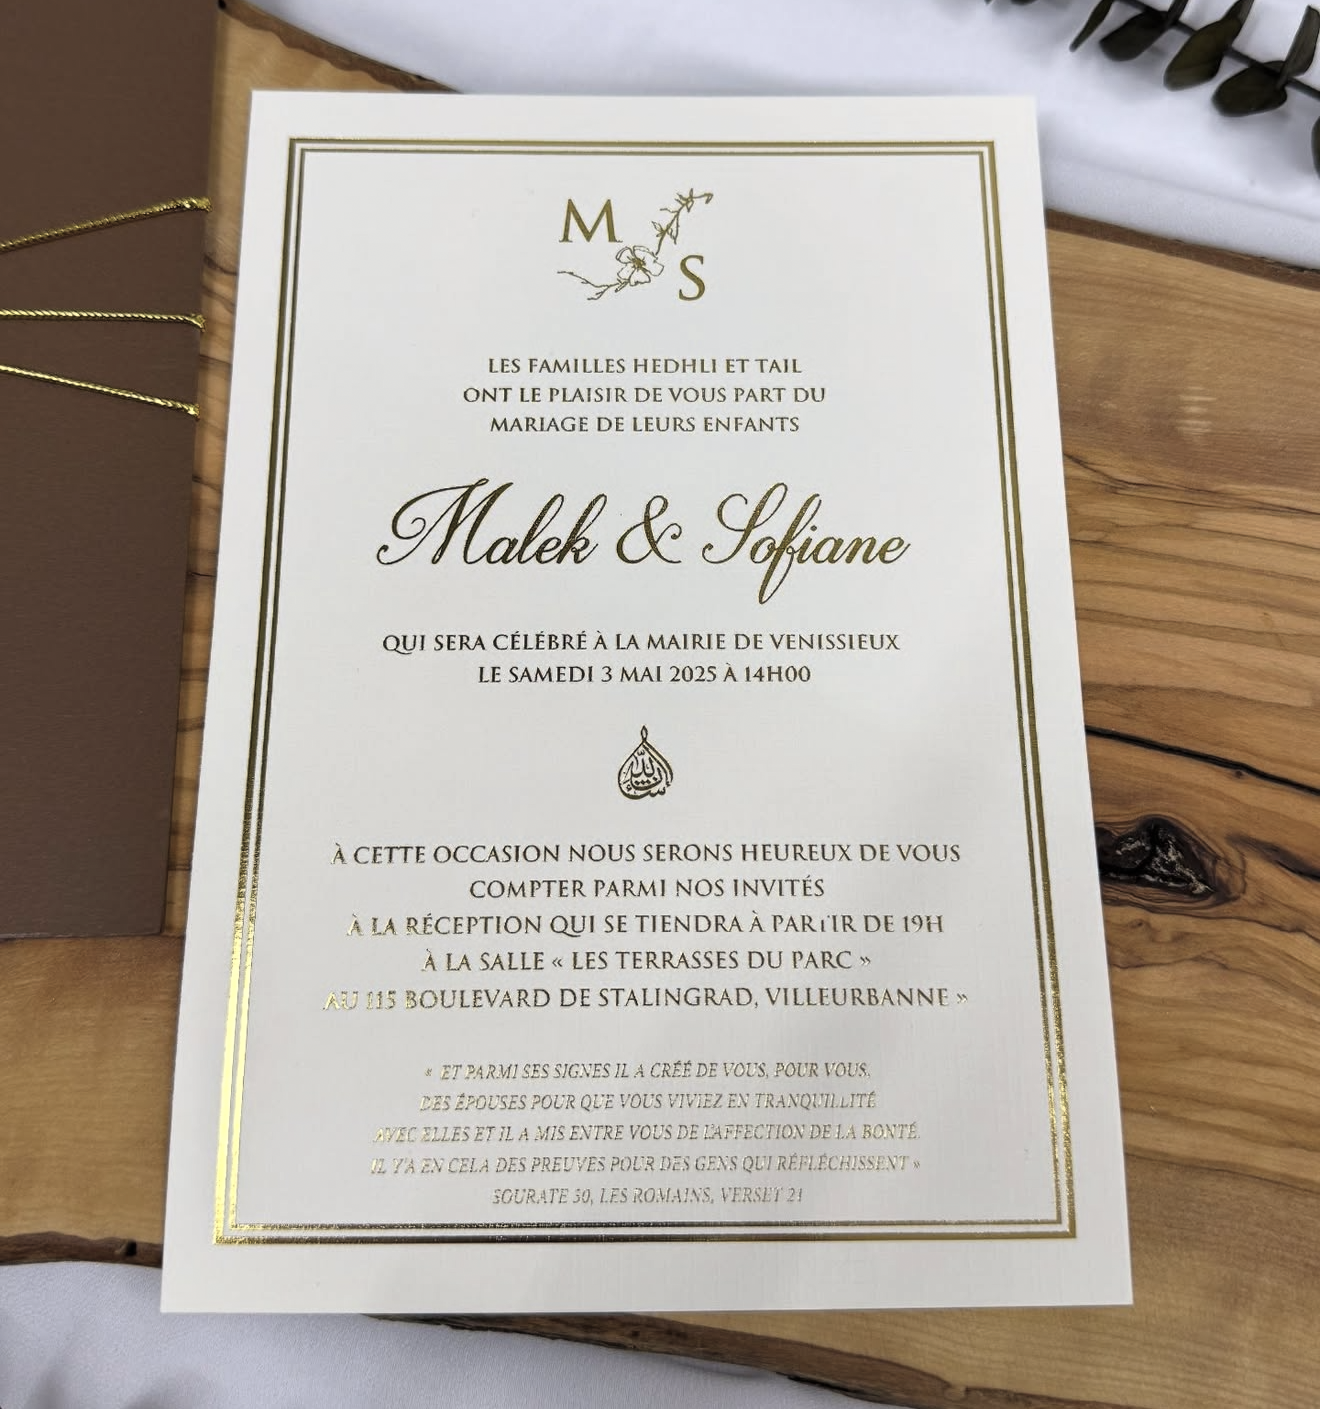 M
S
LES FAMILLES HEDHLI ET TAIL
ONT LE PLAISIR DE VOUS PART DU
MARIAGE DE LEURS ENFANTS
Malek & Sofiane
QUI SERA CÉLÉBRÉ À LA MAIRIE DE VENISSIEUX
LE SAMEDI 3 MAI 2025 À 14H00
À CETTE OCCASION NOUS SERONS HEUREUX DE VOUS
COMPTER PARMI NOS INVITÉS
À LA RÉCEPTION QUI SE TIENDRA À PARTIR DE 19H
À LA SALLE « LES TERRASSES DU PARC »
AU 115 BOULEVARD DE STALINGRAD, VILLEURBANNE »
« ET PARMI SES SIGNES IL A CRÉÉ DE VOUS, POUR VOUS,
DES ÉPOUSES POUR QUE VOUS VIVIEZ EN TRANQUILLITÉ
AVEC ELLES ET IL A MIS ENTRE VOUS DE L'AFFECTION DE LA BONTÉ.
IL Y'A EN CELA DES PREUVES POUR DES GENS QUI RÉFLÉCHISSENT »
SOURATE 30, LES ROMAINS, VERSET 21